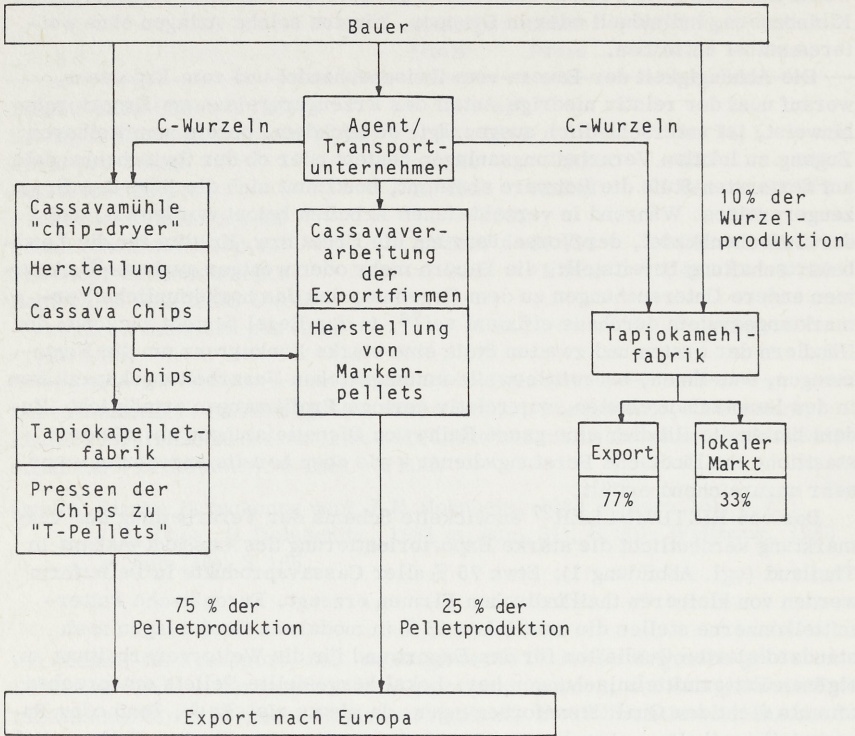 Bauer
C-Wurzeln
Agent/
Transport-
unternehmer
C-Wurzeln
Cassavamühle
"chip-dryer"
Herstellung
von
Cassava Chips
Cassavaver-
arbeitung
der
Exportfirmen
Herstellung
von
Marken-
pellets
10% der
Wurzel-
produktion
Chips
Tapiokamehl-
fabrik
Tapiokapellet-
fabrik
Pressen der
Chips zu
"T-Pellets"
Export
77%
lokaler
Markt
33%
75 % der
Pelletproduktion
25 % der
Pelletproduktion
Export nach Europa